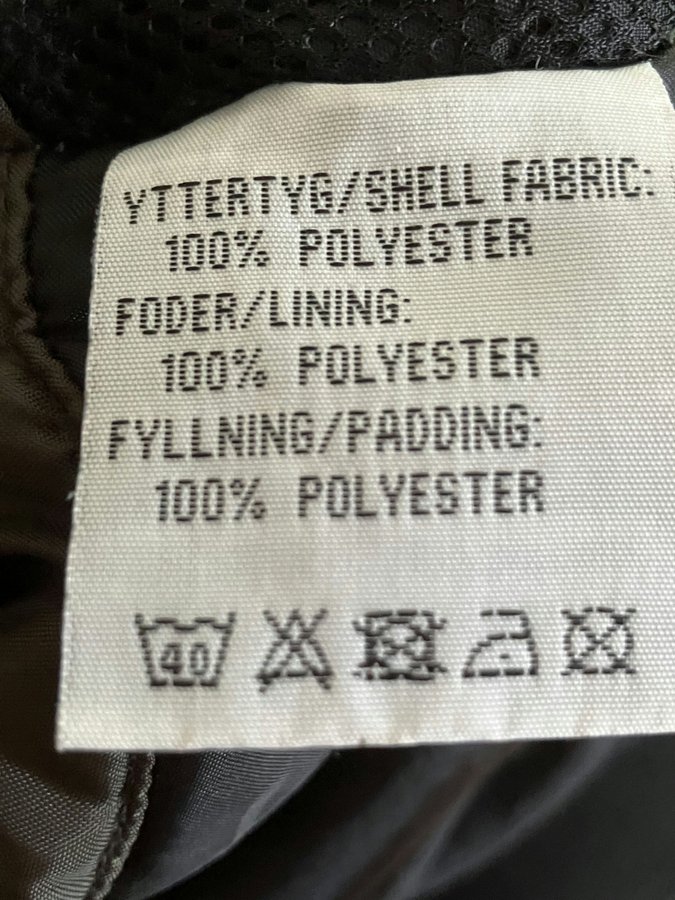 YTTERTYG/SHELL FABRIC:
100% POLYESTER
FODER/LINING:
100% POLYESTER
FYLLNING/PADDING:
100% POLYESTER
40